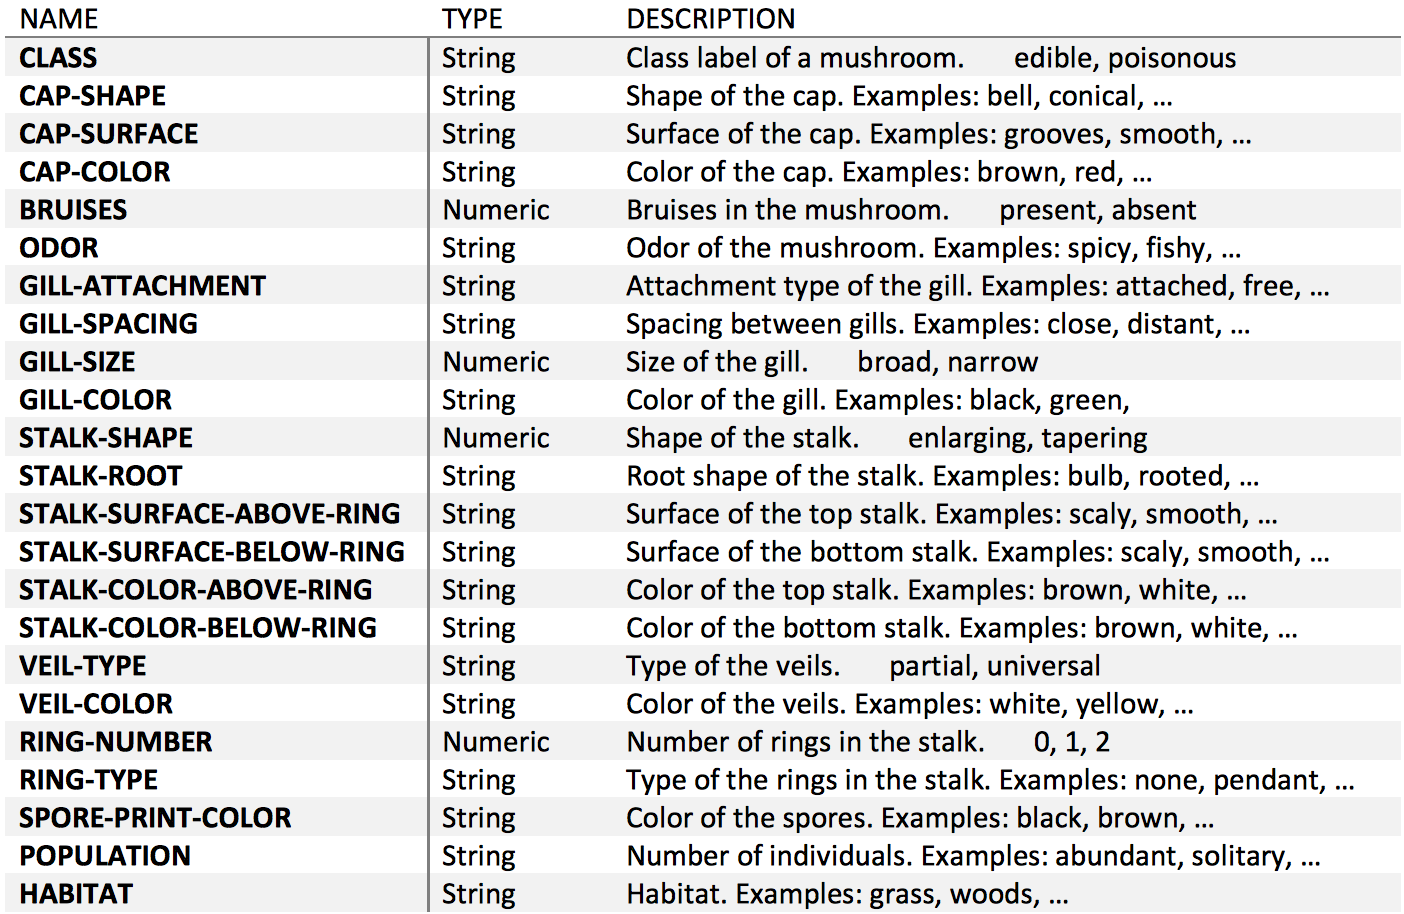 NAME TYPE DESCRIPTION
CLASS String Class label of a mushroom. edible, poisonous
CAP-SHAPE String Shape of the cap. Examples: bell, conical, ...
CAP-SURFACE String Surface of the cap. Examples: grooves, smooth, ...
CAP-COLOR String Color of the cap. Examples: brown, red, ...
BRUISES Numeric Bruises in the mushroom. present, absent
ODOR String Odor of the mushroom. Examples: spicy, fishy, ...
GILL-ATTACHMENT String Attachment type of the gill. Examples: attached, free, ...
GILL-SPACING String Spacing between gills. Examples: close, distant, ...
GILL-SIZE Numeric Size of the gill. broad, narrow
GILL-COLOR String Color of the gill. Examples: black, green,
STALK-SHAPE Numeric Shape of the stalk. enlarging, tapering
STALK-ROOT String Root shape of the stalk. Examples: bulb, rooted, ...
STALK-SURFACE-ABOVE-RING String Surface of the top stalk. Examples: scaly, smooth, ...
STALK-SURFACE-BELOW-RING String Surface of the bottom stalk. Examples: scaly, smooth, ...
STALK-COLOR-ABOVE-RING String Color of the top stalk. Examples: brown, white, ...
STALK-COLOR-BELOW-RING String Color of the bottom stalk. Examples: brown, white, ...
VEIL-TYPE String Type of the veils. partial, universal
VEIL-COLOR String Color of the veils. Examples: white, yellow, ...
RING-NUMBER Numeric Number of rings in the stalk. 0, 1, 2
RING-TYPE String Type of the rings in the stalk. Examples: none, pendant, ...
SPORE-PRINT-COLOR String Color of the spores. Examples: black, brown, ...
POPULATION String Number of individuals. Examples: abundant, solitary, ...
HABITAT String Habitat. Examples: grass, woods, ...